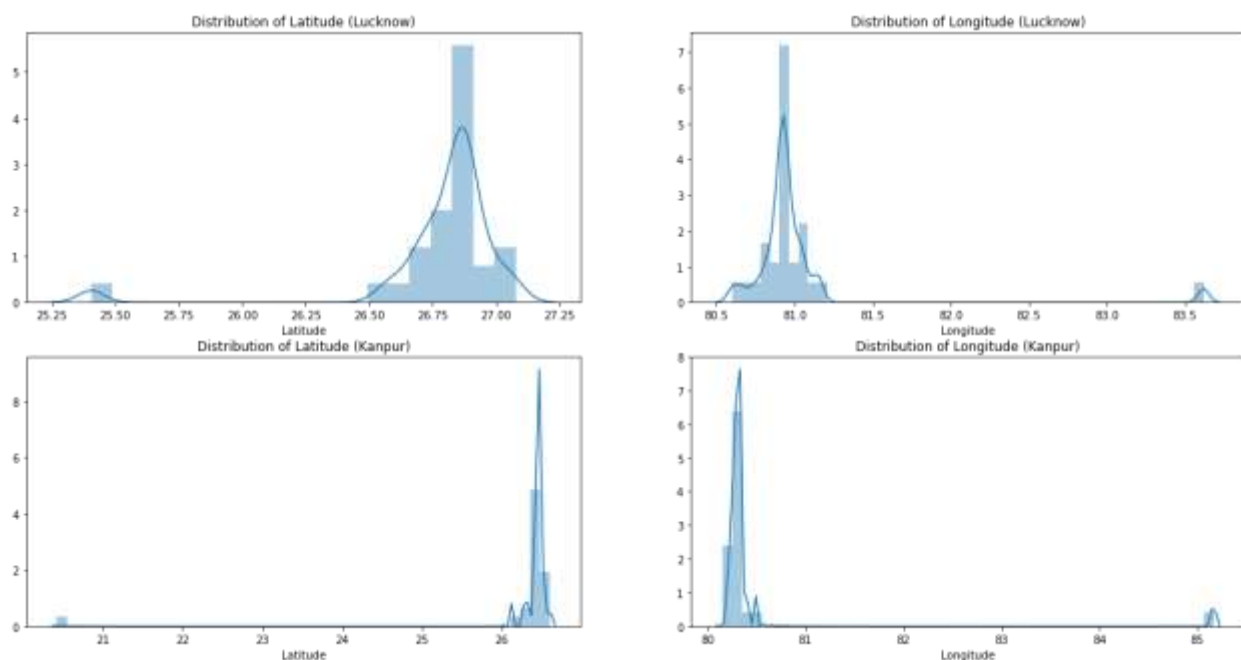 Distribution of Latitude (Lucknow)
5
4
3
2
1
0
25.25 25.50 25.75 26.00 26.25 26.50 26.75 27.00 27.25
Latitude
Distribution of Longitude (Lucknow)
7
6
5
4
3
2
1
0
80.5 81.0 81.5 82.0 82.5 83.0 83.5
Longitude
Distribution of Latitude (Kanpur)
8
6
4
2
0
21 22 23 24 25 26
Latitude
Distribution of Longitude (Kanpur)
8
7
6
5
4
3
2
1
0
80 81 82 83 84 85
Longitude